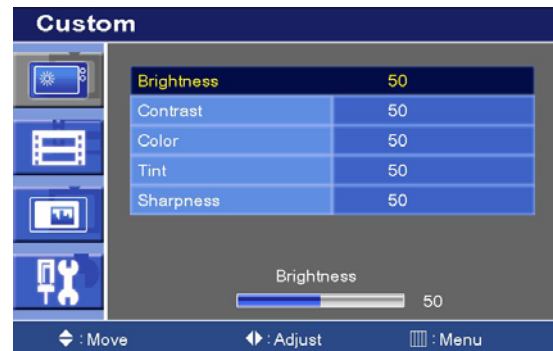 Custom
Brightness 50
Contrast 50
Color 50
Tint 50
Sharpness 50
Brightness
50
: Move : Adjust : Menu